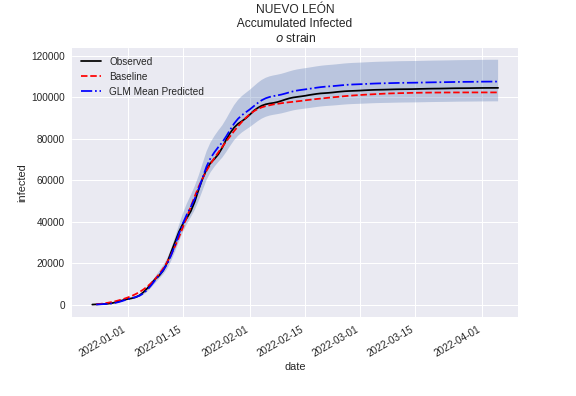 NUEVO LEÓN
Accumulated Infected
o strain
Observed
Baseline
GLM Mean Predicted
120000
100000
80000
60000
40000
20000
0
infected
2022-01-01
2022-01-15
2022-02-01
2022-02-15
2022-03-01
2022-03-15
2022-04-01
date